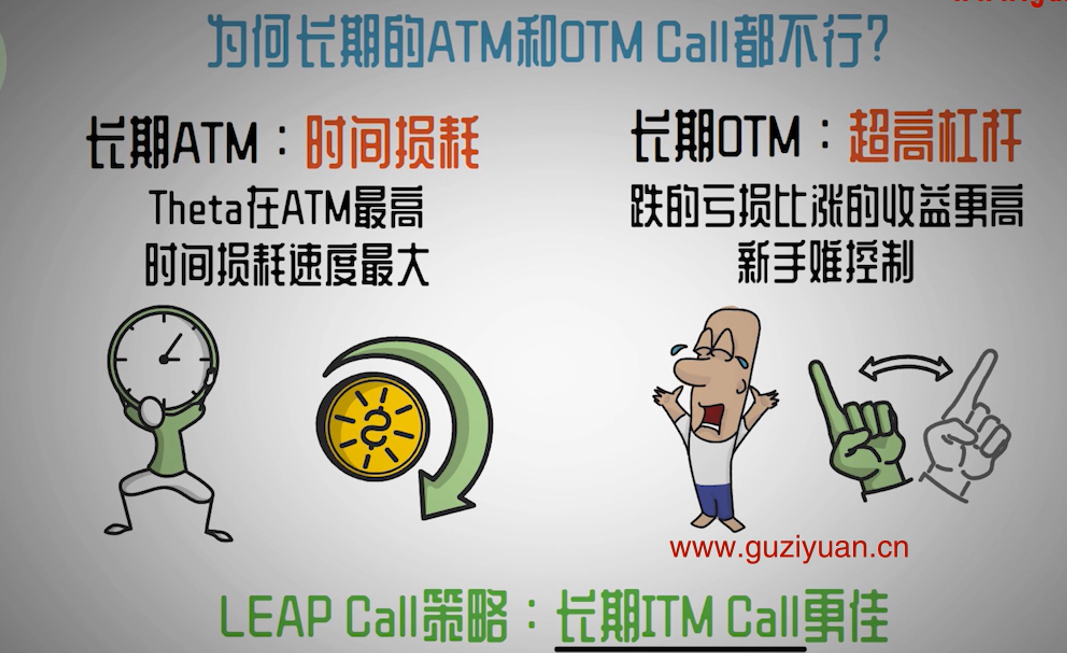 为何长期的ATM和OTM Call都不行?
长期ATM:时间损耗
Theta在ATM最高
时间损耗速度最大
长期OTM:超高杠杆
跌的亏损比涨的收益更高
新手难控制
www.guziyuan.cn
LEAP Call策略:长期ITM Call更佳